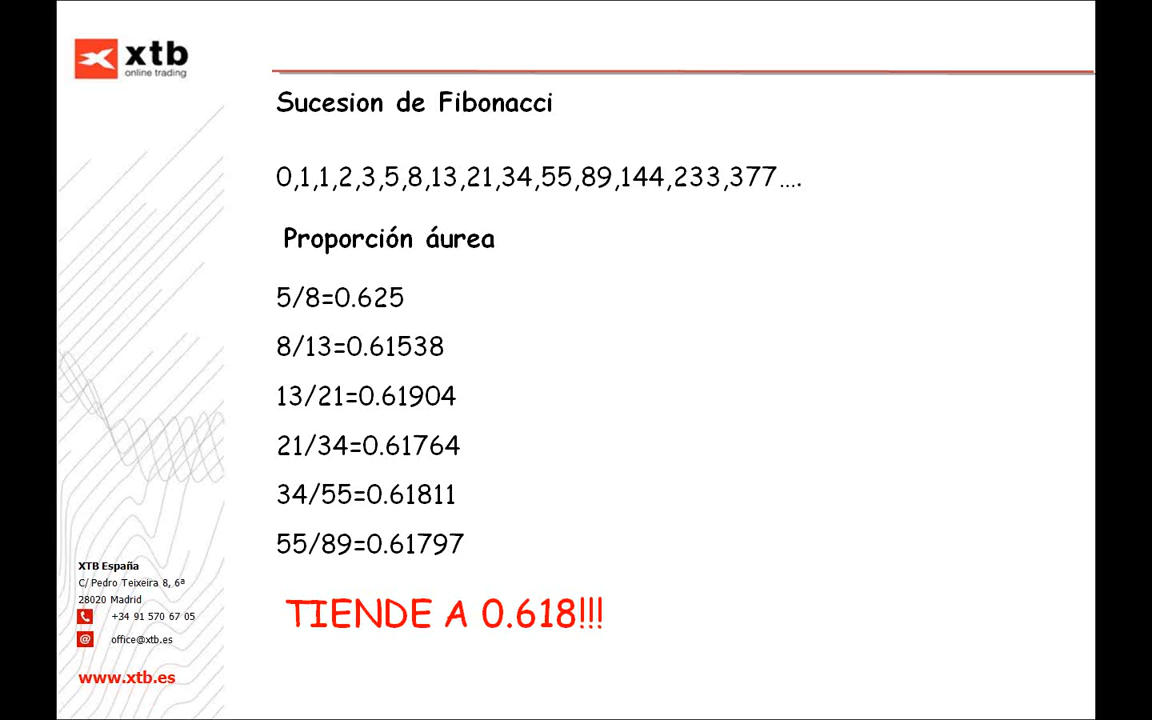 xtb
online trading
Sucesion de Fibonacci
0,1,1,2,3,5,8,13,21,34,55,89,144,233,377....
Proporción áurea
5/8=0.625
8/13=0.61538
13/21=0.61904
21/34=0.61764
34/55=0.61811
55/89=0.61797
TIENDE A 0.618!!!
XTB España
C/ Pedro Teixeira 8, 6ª
28020 Madrid
+34 91 570 67 05
@ office@xtb.es
www.xtb.es